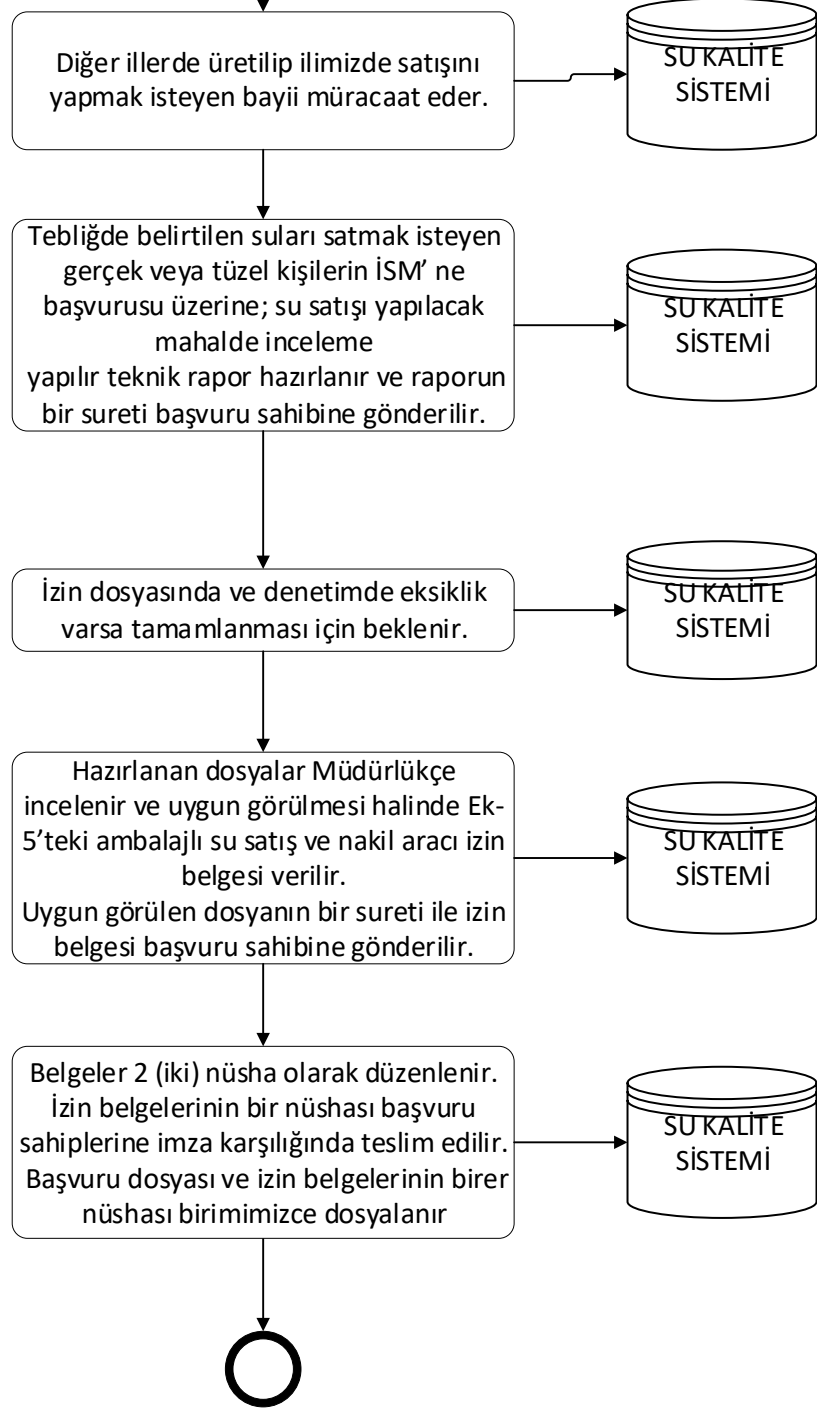 Diğer illerde üretilip ilimizde satışını
yapmak isteyen bayii müracaat eder.
SU KALİTE
SİSTEMİ
Tebliğde belirtilen suları satmak isteyen
gerçek veya tüzel kişilerin İSM’ ne
başvurusu üzerine; su satışı yapılacak
mahalde inceleme
yapılır teknik rapor hazırlanır ve raporun
bir sureti başvuru sahibine gönderilir.
SU KALİTE
SİSTEMİ
İzin dosyasında ve denetimde eksiklik
varsa tamamlanması için beklenir.
SU KALİTE
SİSTEMİ
Hazırlanan dosyalar Müdürlükçe
incelenir ve uygun görülmesi halinde Ek-
5’teki ambalajlı su satış ve nakil aracı izin
belgesi verilir.
Uygun görülen dosyanın bir sureti ile izin
belgesi başvuru sahibine gönderilir.
SU KALİTE
SİSTEMİ
Belgeler 2 (iki) nüsha olarak düzenlenir.
İzin belgelerinin bir nüshası başvuru
sahiplerine imza karşılığında teslim edilir.
Başvuru dosyası ve izin belgelerinin birer
nüshası birimimizce dosyalanır
SU KALİTE
SİSTEMİ